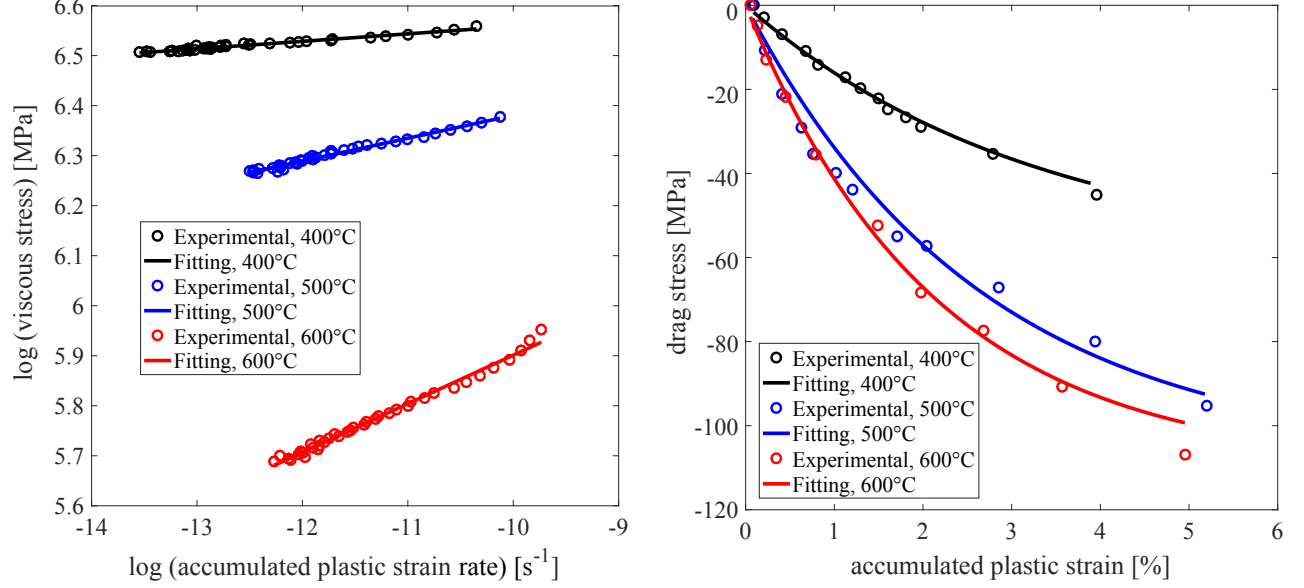 6.6
6.5
6.4
6.3
6.2
6.1
6
5.9
5.8
5.7
5.6
-14
-13
-12
-11
-10
-9
log (viscous stress) [MPa]
log (accumulated plastic strain rate) [s⁻¹]
Experimental, 400°C
Fitting, 400°C
Experimental, 500°C
Fitting, 500°C
Experimental, 600°C
Fitting, 600°C
0
-20
-40
-60
-80
-100
-120
0
1
2
3
4
5
6
drag stress [MPa]
accumulated plastic strain [%]
Experimental, 400°C
Fitting, 400°C
Experimental, 500°C
Fitting, 500°C
Experimental, 600°C
Fitting, 600°C